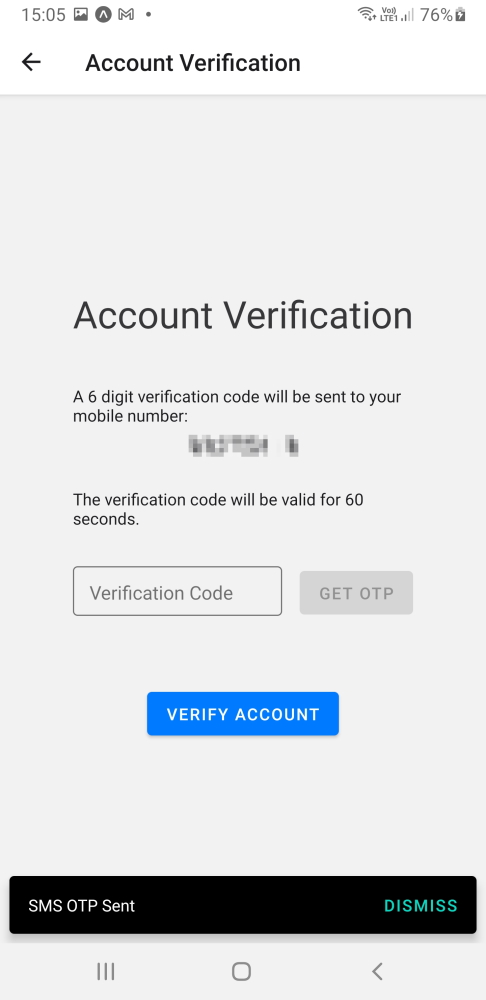 15:05 Vo)) LTE1 76%
Account Verification
Account Verification
A 6 digit verification code will be sent to your
mobile number:
The verification code will be valid for 60
seconds.
Verification Code GET OTP
VERIFY ACCOUNT
SMS OTP Sent DISMISS